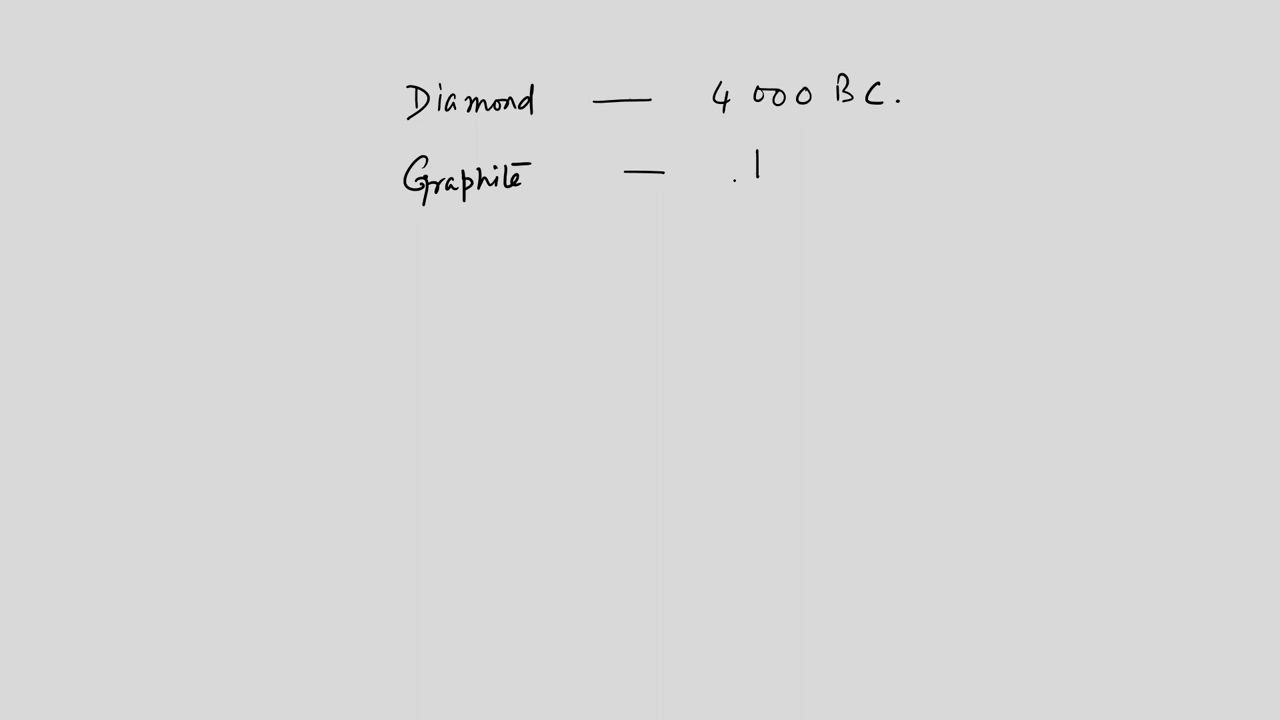 Diamond — 4000 BC.
Graphite — .1